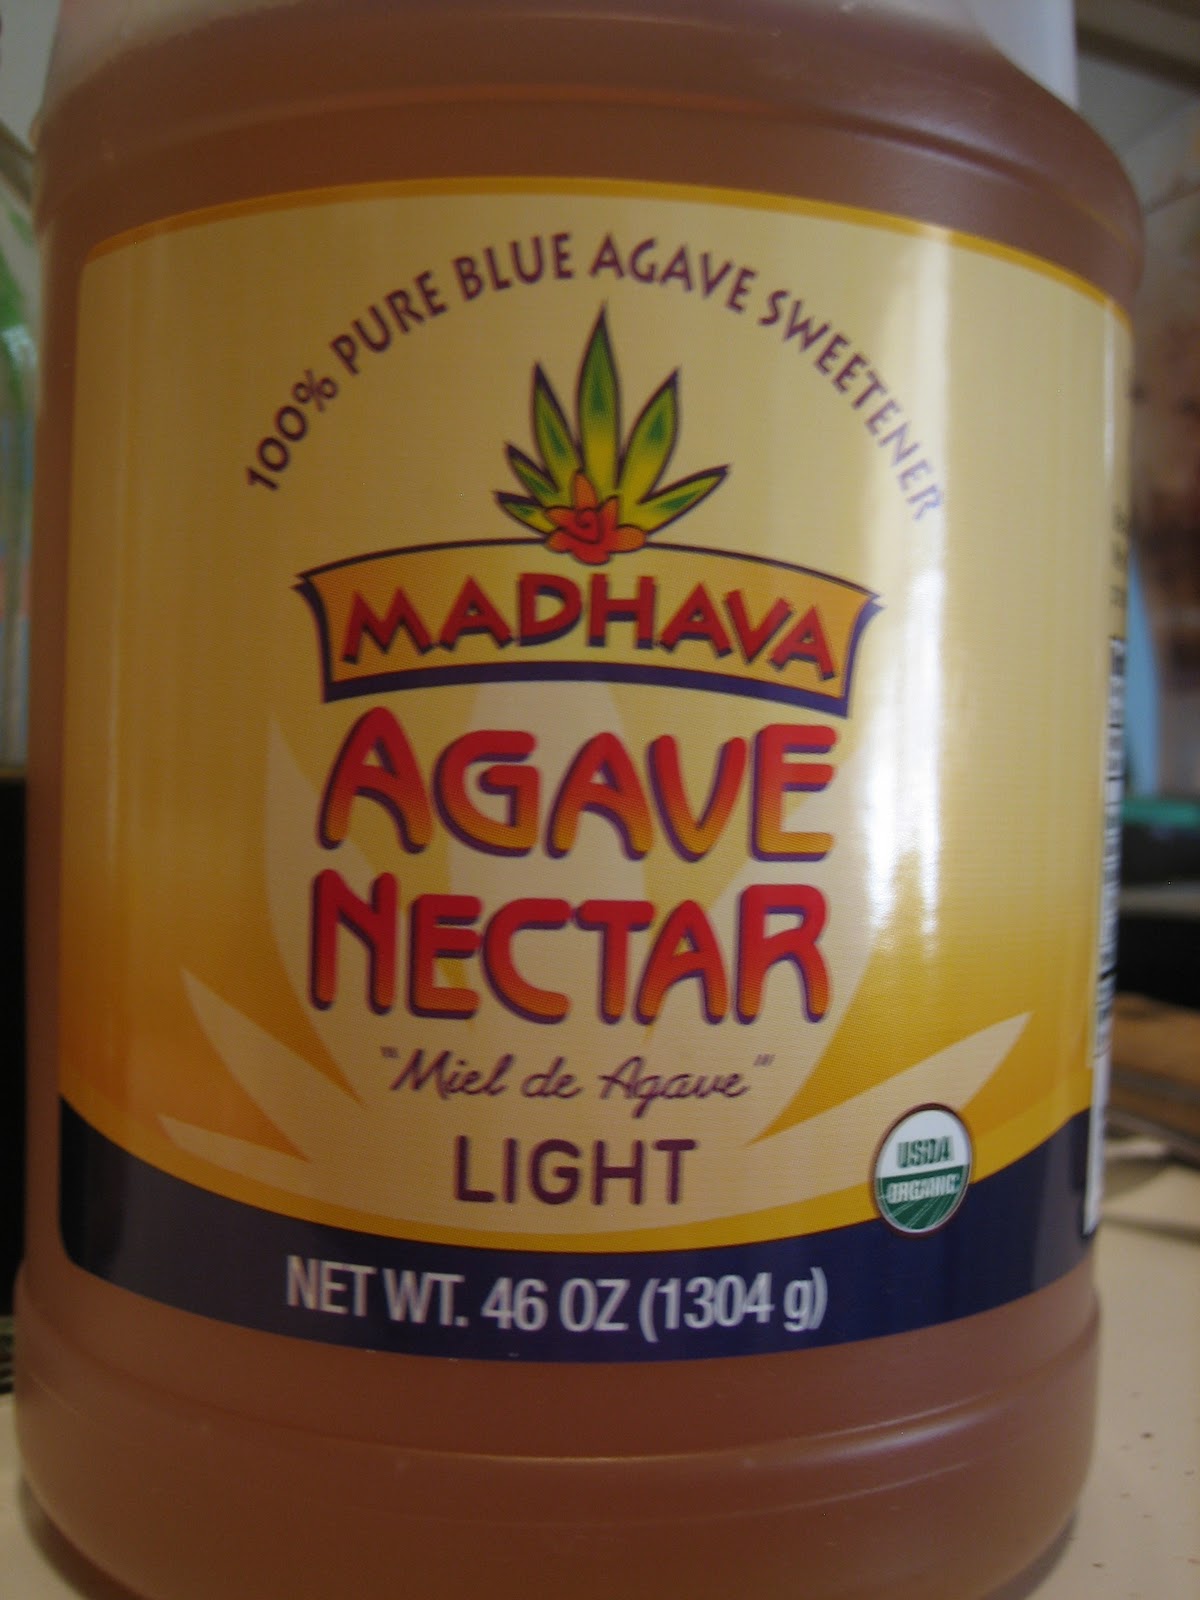 100% PURE BLUE AGAVE SWEETENER
MADHAVA
AGAVE
NECTAR
"Miel de Agave"
LIGHT
USDA
ORGANIC
NET WT. 46 OZ (1304 g)